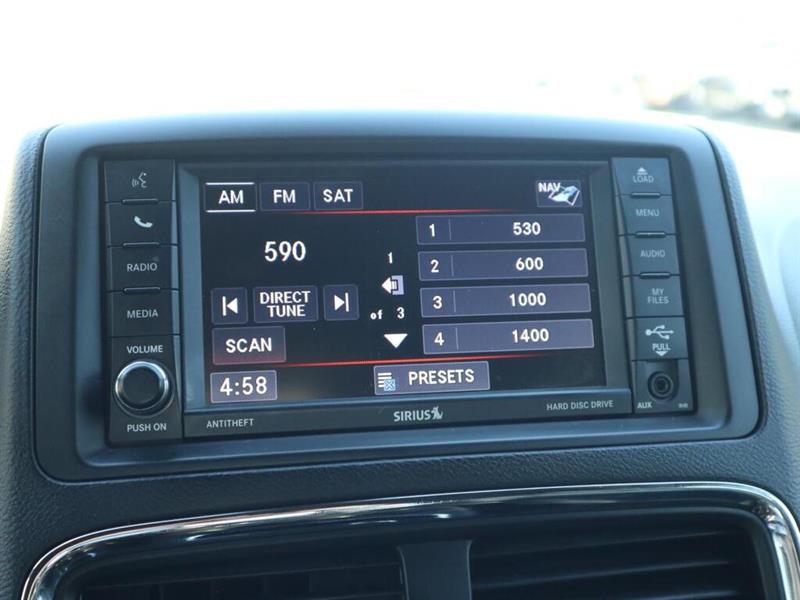 AM FM SAT NAV
590
1
of 3
DIRECT
TUNE
SCAN
4:58
PRESETS
1 530
2 600
3 1000
4 1400
RADIO
MEDIA
VOLUME
PUSH ON
LOAD
MENU
AUDIO
MY
FILES
PULL
AUX
ANTITHEFT
SIRIUS
HARD DISC DRIVE